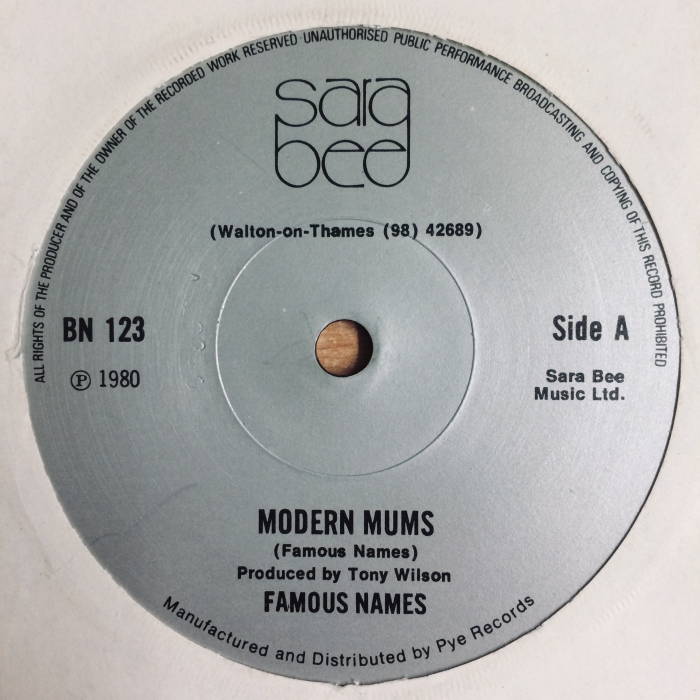 ALL RIGHTS OF THE PRODUCER AND OF THE OWNER OF THE RECORDED WORK RESERVED · UNAUTHORISED PUBLIC PERFORMANCE BROADCASTING AND COPYING OF THIS RECORD PROHIBITED
sara
bee
(Walton-on-Thames (98) 42689)
BN 123
Ⓟ 1980
Side A
Sara Bee
Music Ltd.
MODERN MUMS
(Famous Names)
Produced by Tony Wilson
FAMOUS NAMES
Manufactured and Distributed by Pye Records